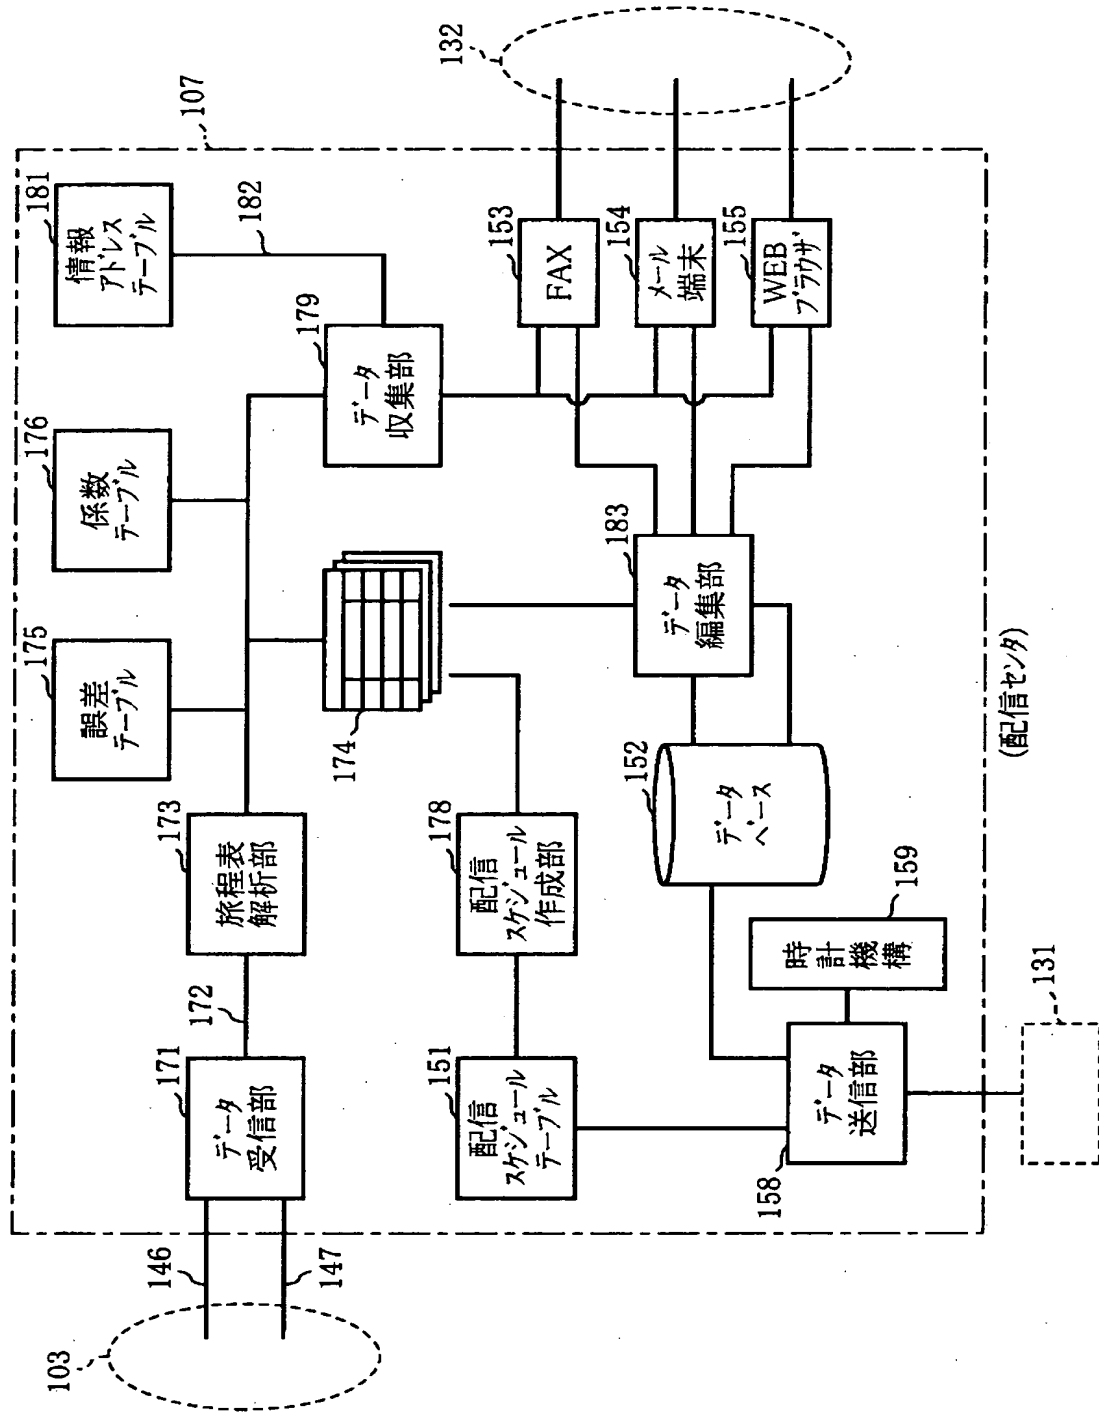 103
146
147
171
データ
受信部
172
173
旅程表
解析部
175
誤差
テーブル
176
係数
テーブル
181
情報
アドレス
テーブル
182
107
132
179
データ
収集部
174
151
配信
スケジュール
テーブル
178
配信
スケジュール
作成部
153
FAX
154
メール
端末
155
WEB
ブラウザ
183
データ
編集部
152
データ
ベース
159
時計機構
158
データ
送信部
131
(配信センタ)